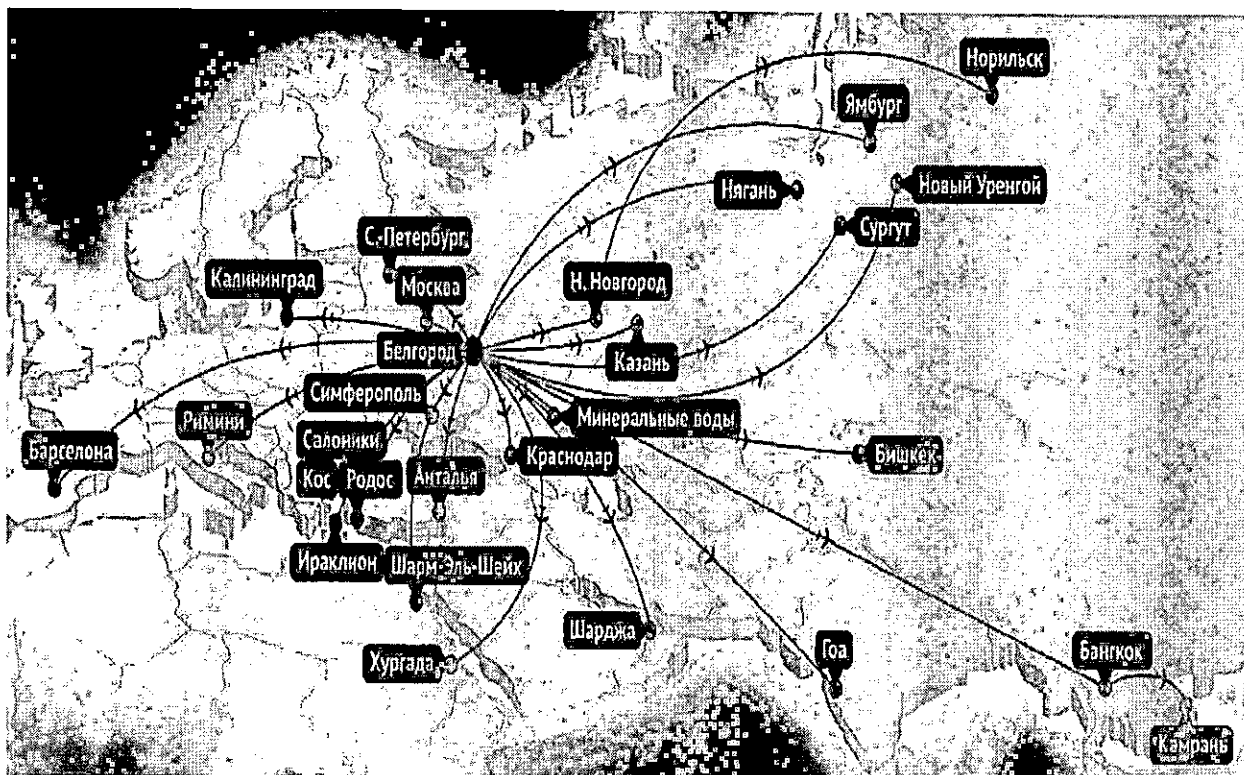 Норильск
Ямбург
Нягань
Новый Уренгой
Сургут
С.-Петербург
Калининград
Москва
Н. Новгород
Белгород
Казань
Симферополь
Римини
Минеральные воды
Барселона
Салоники
Краснодар
Бишкек
Кос
Родос
Анталья
Ираклион
Шарм-Эль-Шейх
Шарджа
Хургада
Гоа
Бангкок
Камрань